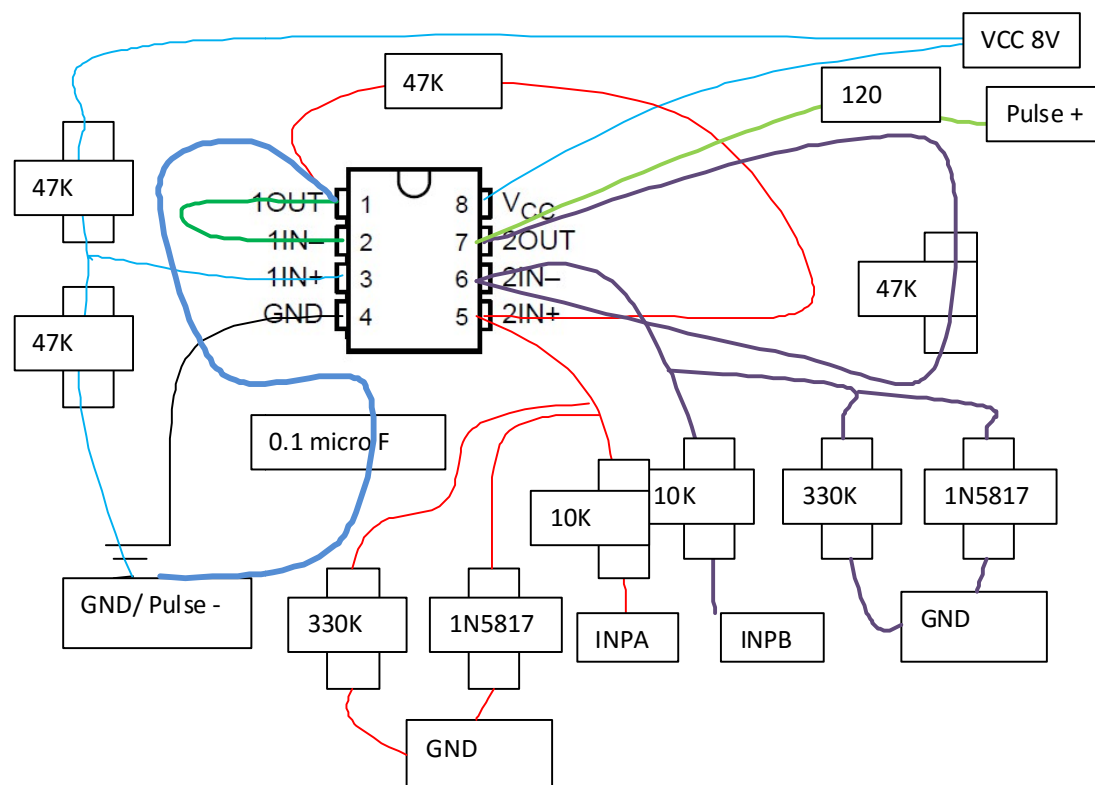 VCC 8V
47K
120
Pulse +
47K
1OUT 1 8 VCC
1IN– 2 7 2OUT
1IN+ 3 6 2IN–
GND 4 5 2IN+
47K
47K
0.1 micro F
10K
10K
330K
1N5817
GND/ Pulse -
330K
1N5817
INPA
INPB
GND
GND